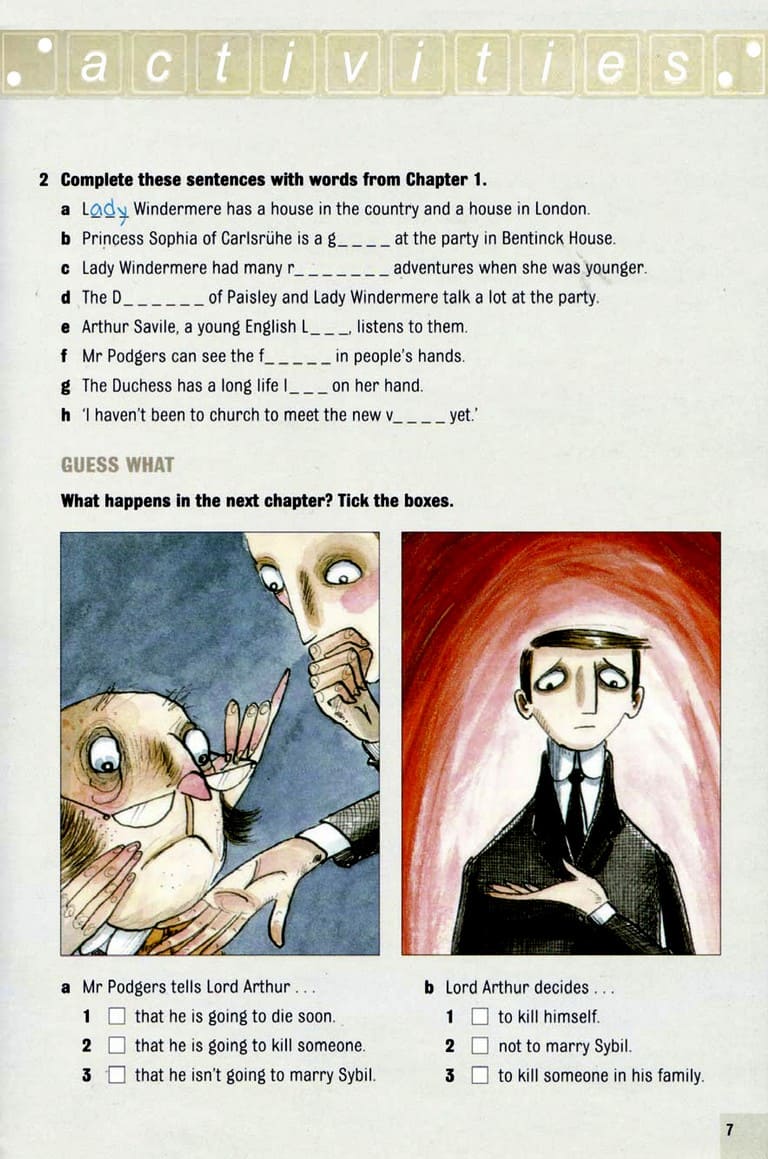 activities
2 Complete these sentences with words from Chapter 1.
a Lady Windermere has a house in the country and a house in London.
b Princess Sophia of Carlsrühe is a g_ _ _ _ at the party in Bentinck House.
c Lady Windermere had many r_ _ _ _ _ _ _ adventures when she was younger.
d The D_ _ _ _ _ _ of Paisley and Lady Windermere talk a lot at the party.
e Arthur Savile, a young English L_ _ _, listens to them.
f Mr Podgers can see the f_ _ _ _ _ in people's hands.
g The Duchess has a long life l_ _ _ on her hand.
h 'I haven't been to church to meet the new v_ _ _ _ yet.'
GUESS WHAT
What happens in the next chapter? Tick the boxes.
a Mr Podgers tells Lord Arthur . . .
1 that he is going to die soon.
2 that he is going to kill someone.
3 that he isn't going to marry Sybil.
b Lord Arthur decides . . .
1 to kill himself.
2 not to marry Sybil.
3 to kill someone in his family.
7